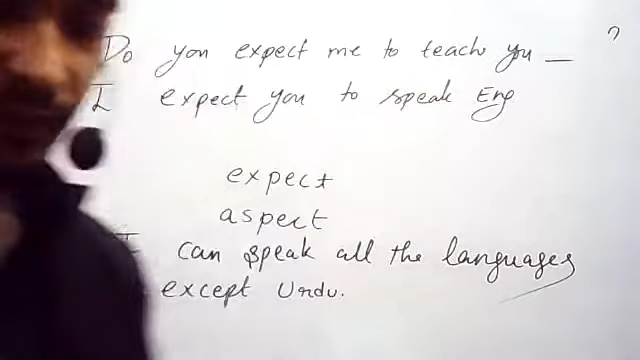 ?
Do you expect me to teach you _
I expect you to speak Eng
expect
aspect
I can speak all the languages
except Urdu.